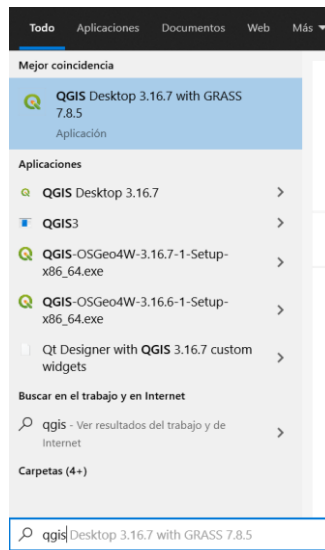 Todo Aplicaciones Documentos Web Más
Mejor coincidencia
QGIS Desktop 3.16.7 with GRASS
7.8.5
Aplicación
Aplicaciones
QGIS Desktop 3.16.7
QGIS3
QGIS-OSGeo4W-3.16.7-1-Setup-
x86_64.exe
QGIS-OSGeo4W-3.16.6-1-Setup-
x86_64.exe
Qt Designer with QGIS 3.16.7 custom
widgets
Buscar en el trabajo y en Internet
qgis - Ver resultados del trabajo y de
Internet
Carpetas (4+)
qgis Desktop 3.16.7 with GRASS 7.8.5